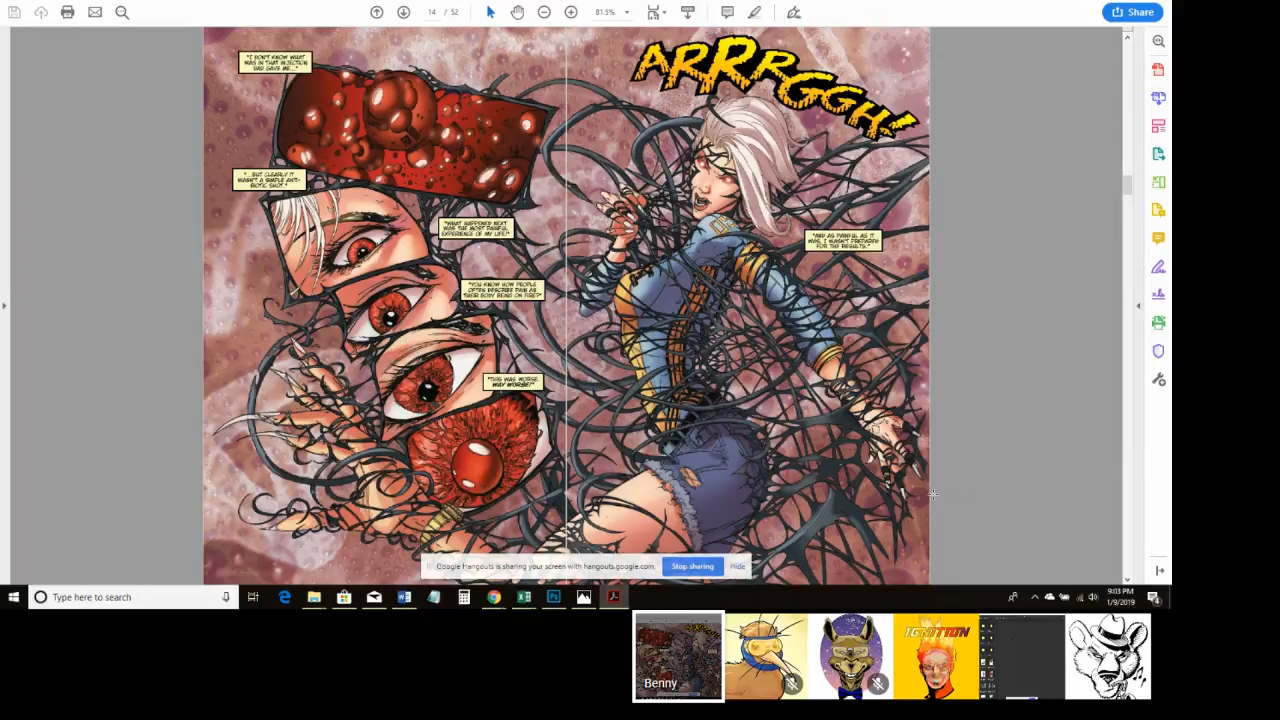 14 / 52
81.5%
Share
"I DON'T KNOW WHAT
WAS IN THAT INJECTION
DAD GAVE ME..."
ARRRGGH!
"...BUT CLEARLY IT
WASN'T A SIMPLE ANTI-
BIOTIC SHOT."
"WHAT HAPPENED NEXT
WAS THE MOST PAINFUL
EXPERIENCE OF MY LIFE!"
"AND AS PAINFUL AS IT
WAS, I WASN'T PREPARED
FOR THE RESULTS."
"YOU KNOW HOW PEOPLE
OFTEN DESCRIBE PAIN AS
THEIR BODY BEING ON FIRE?"
"THIS WAS WORSE.
WAY WORSE!"
Google Hangouts is sharing your screen with hangouts.google.com.
Stop sharing
Hide
Type here to search
9:03 PM
1/9/2019
4
Benny
IGNITION